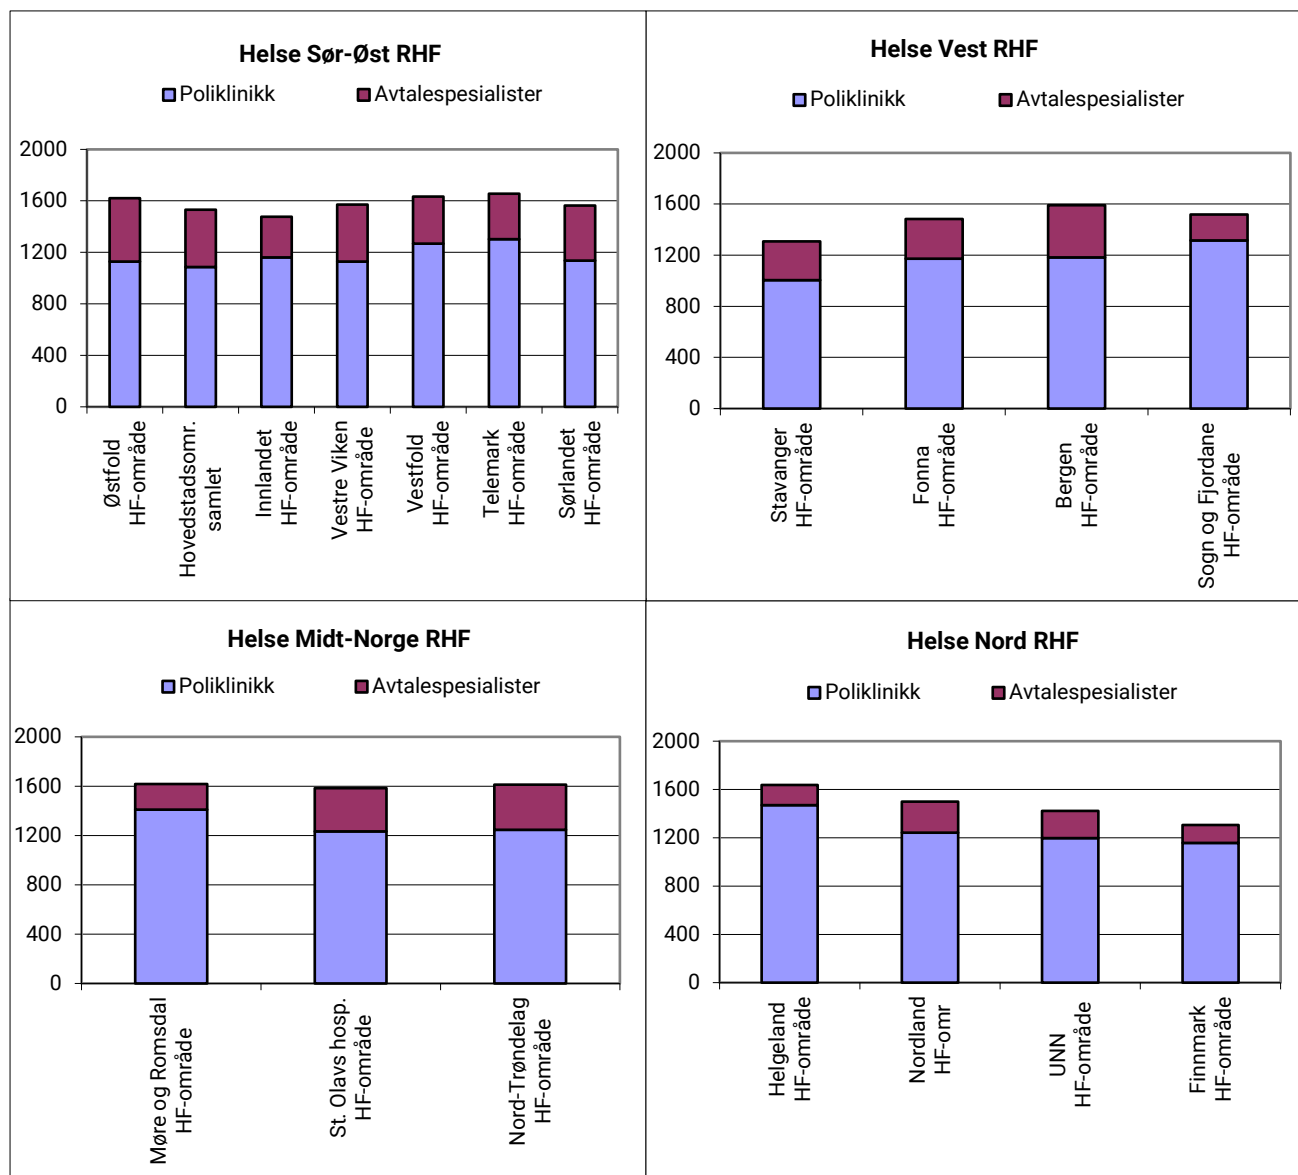 Helse Sør-Øst RHF
Poliklinikk
Avtalespesialister
2000
1600
1200
800
400
0
Østfold
HF-område
Hovedstadsomr.
samlet
Innlandet
HF-område
Vestre Viken
HF-område
Vestfold
HF-område
Telemark
HF-område
Sørlandet
HF-område
Helse Vest RHF
Poliklinikk
Avtalespesialister
2000
1600
1200
800
400
0
Stavanger
HF-område
Fonna
HF-område
Bergen
HF-område
Sogn og Fjordane
HF-område
Helse Midt-Norge RHF
Poliklinikk
Avtalespesialister
2000
1600
1200
800
400
0
Møre og Romsdal
HF-område
St. Olavs hosp.
HF-område
Nord-Trøndelag
HF-område
Helse Nord RHF
Poliklinikk
Avtalespesialister
2000
1600
1200
800
400
0
Helgeland
HF-område
Nordland
HF-omr
UNN
HF-område
Finnmark
HF-område